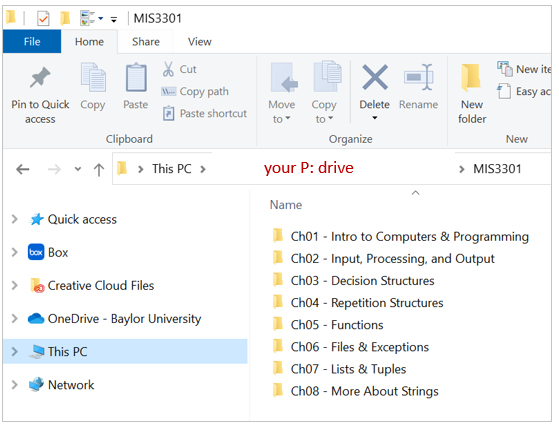 MIS3301
File Home Share View
Pin to Quick access
Copy
Paste
Cut
Copy path
Paste shortcut
Clipboard
Move to
Copy to
Delete
Rename
Organize
New folder
New ite
Easy ac
New
This PC your P: drive MIS3301
Quick access
box Box
Creative Cloud Files
OneDrive - Baylor University
This PC
Network
Name
Ch01 - Intro to Computers & Programming
Ch02 - Input, Processing, and Output
Ch03 - Decision Structures
Ch04 - Repetition Structures
Ch05 - Functions
Ch06 - Files & Exceptions
Ch07 - Lists & Tuples
Ch08 - More About Strings